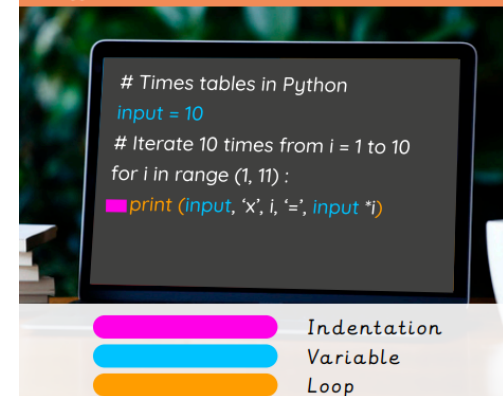 # Times tables in Python
input = 10
# Iterate 10 times from i = 1 to 10
for i in range (1, 11) :
print (input, ‘x’, i, ‘=’, input *i)
Indentation
Variable
Loop